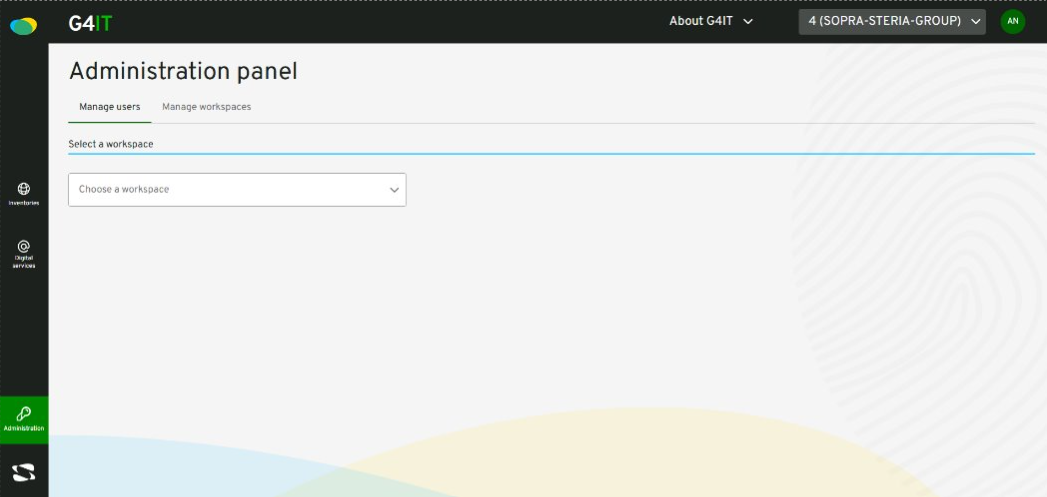 G4IT
About G4IT
4 (SOPRA-STERIA-GROUP)
AN
Administration panel
Manage users
Manage workspaces
Select a workspace
Choose a workspace
Inventories
Digital
services
Administration